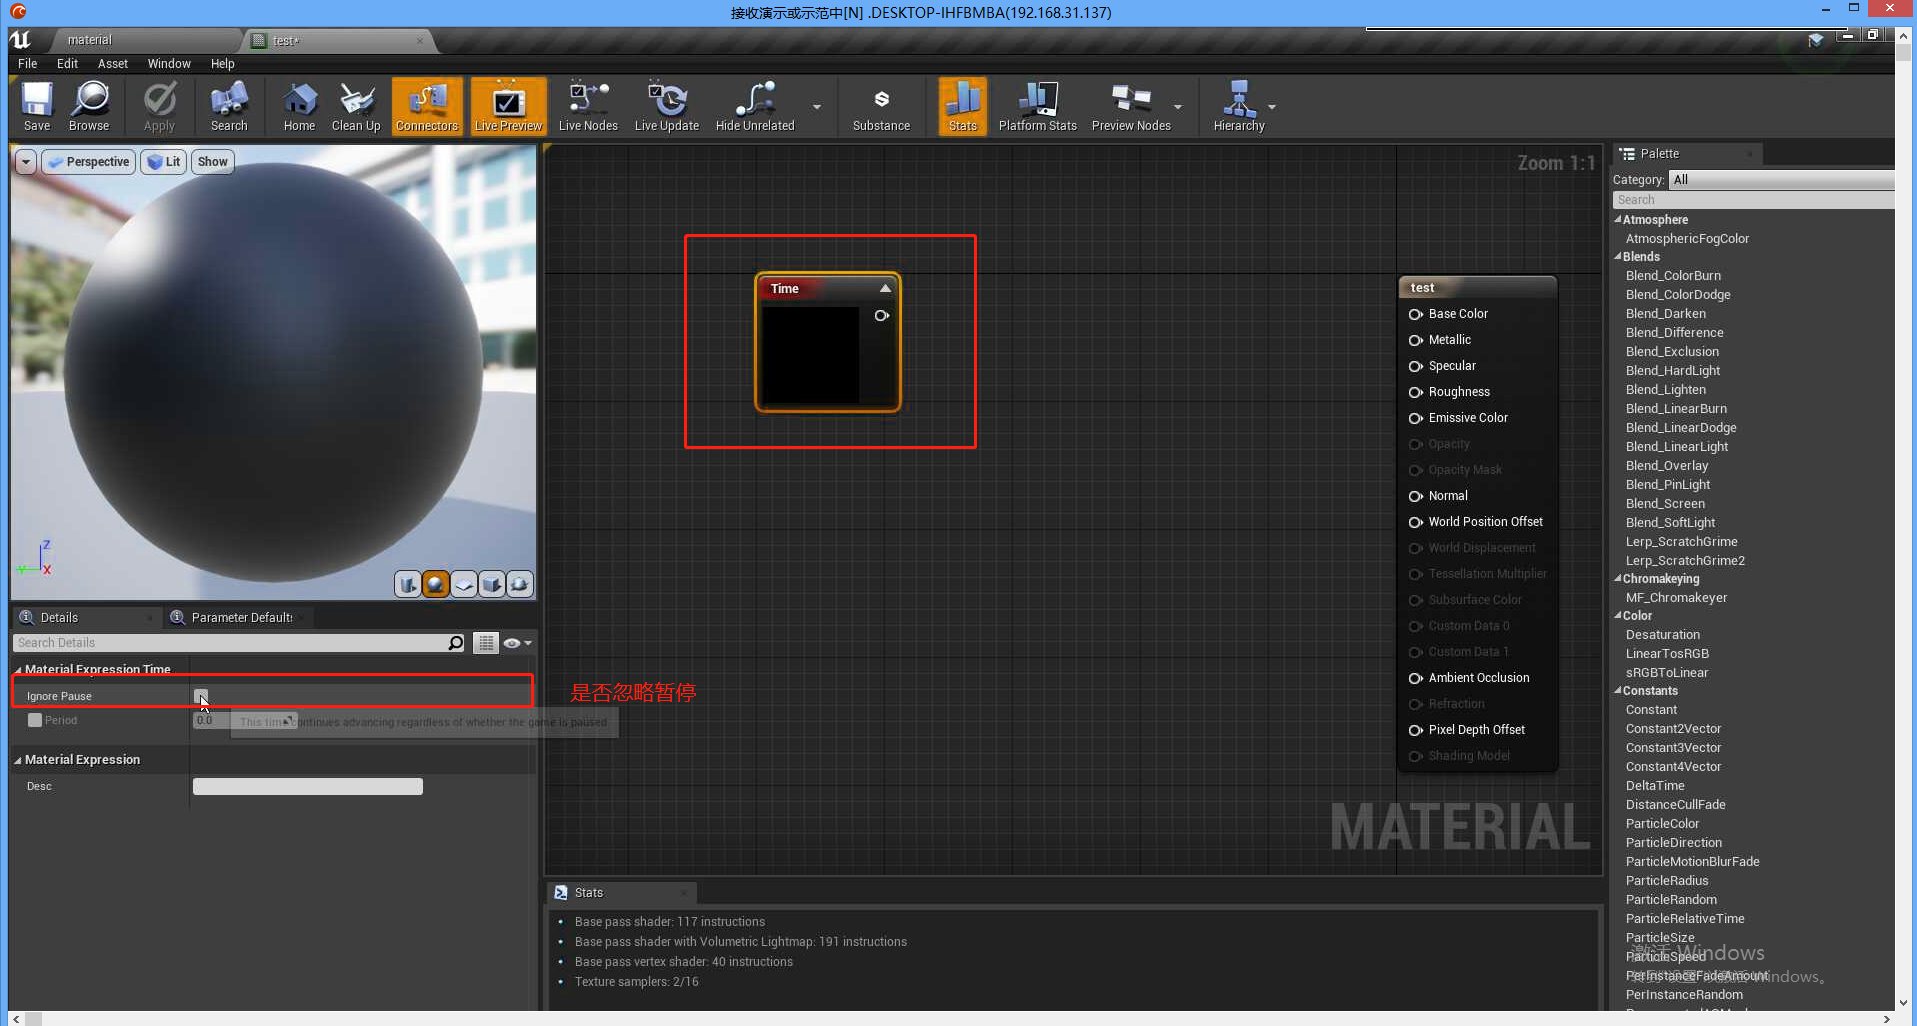 接收演示或示范中[N] .DESKTOP-IHFBMBA(192.168.31.137)
material
test*
File Edit Asset Window Help
Save Browse Apply Search Home Clean Up Connectors Live Preview Live Nodes Live Update Hide Unrelated Substance Stats Platform Stats Preview Nodes Hierarchy
Perspective Lit Show
Z
Y
X
Zoom 1:1
Time
test
Base Color
Metallic
Specular
Roughness
Emissive Color
Opacity
Opacity Mask
Normal
World Position Offset
World Displacement
Tessellation Multiplier
Subsurface Color
Custom Data 0
Custom Data 1
Ambient Occlusion
Refraction
Pixel Depth Offset
Shading Model
MATERIAL
Details
Parameter Defaults
Search Details
Material Expression Time
Ignore Pause
是否忽略暂停
Period
0.0
This time continues advancing regardless of whether the game is paused.
Material Expression
Desc
Stats
Base pass shader: 117 instructions
Base pass shader with Volumetric Lightmap: 191 instructions
Base pass vertex shader: 40 instructions
Texture samplers: 2/16
Palette
Category: All
Search
Atmosphere
AtmosphericFogColor
Blends
Blend_ColorBurn
Blend_ColorDodge
Blend_Darken
Blend_Difference
Blend_Exclusion
Blend_HardLight
Blend_Lighten
Blend_LinearBurn
Blend_LinearDodge
Blend_LinearLight
Blend_Overlay
Blend_PinLight
Blend_Screen
Blend_SoftLight
Lerp_ScratchGrime
Lerp_ScratchGrime2
Chromakeying
MF_Chromakeyer
Color
Desaturation
LinearTosRGB
sRGBToLinear
Constants
Constant
Constant2Vector
Constant3Vector
Constant4Vector
DeltaTime
DistanceCullFade
ParticleColor
ParticleDirection
ParticleMotionBlurFade
ParticleRadius
ParticleRandom
ParticleRelativeTime
ParticleSize
ParticleSpeed
PerInstanceFadeAmount
PerInstanceRandom
激活 Windows
转到"设置"以激活 Windows。